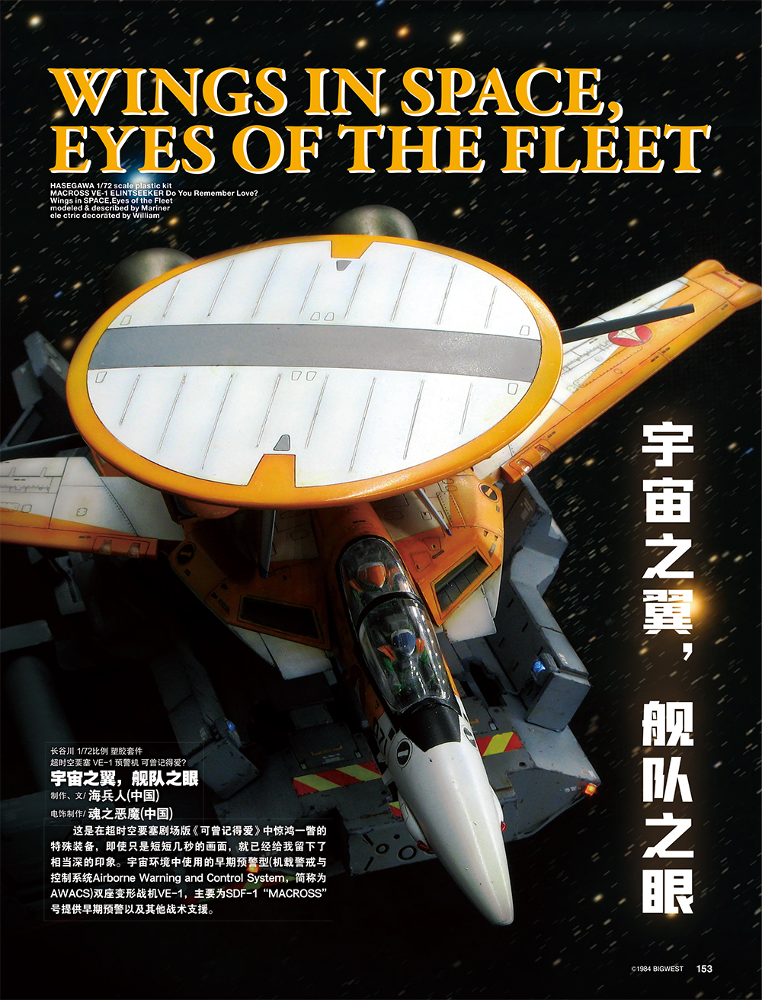 WINGS IN SPACE,
EYES OF THE FLEET
HASEGAWA 1/72 scale plastic kit
MACROSS VE-1 ELINTSEEKER Do You Remember Love?
Wings in SPACE,Eyes of the Fleet
modeled & described by Mariner
ele ctric decorated by William
宇宙之翼，舰队之眼
长谷川 1/72比例 塑胶套件
超时空要塞 VE-1 预警机 可曾记得爱?
宇宙之翼，舰队之眼
制作、文/ 海兵人(中国)
电饰制作/ 魂之恶魔(中国)
这是在超时空要塞剧场版《可曾记得爱》中惊鸿一瞥的
特殊装备，即使只是短短几秒的画面，就已经给我留下了
相当深的印象。宇宙环境中使用的早期预警型(机载警戒与
控制系统Airborne Warning and Control System，简称为
AWACS)双座变形战机VE-1，主要为SDF-1 “MACROSS”
号提供早期预警以及其他战术支援。
©1984 BIGWEST 153